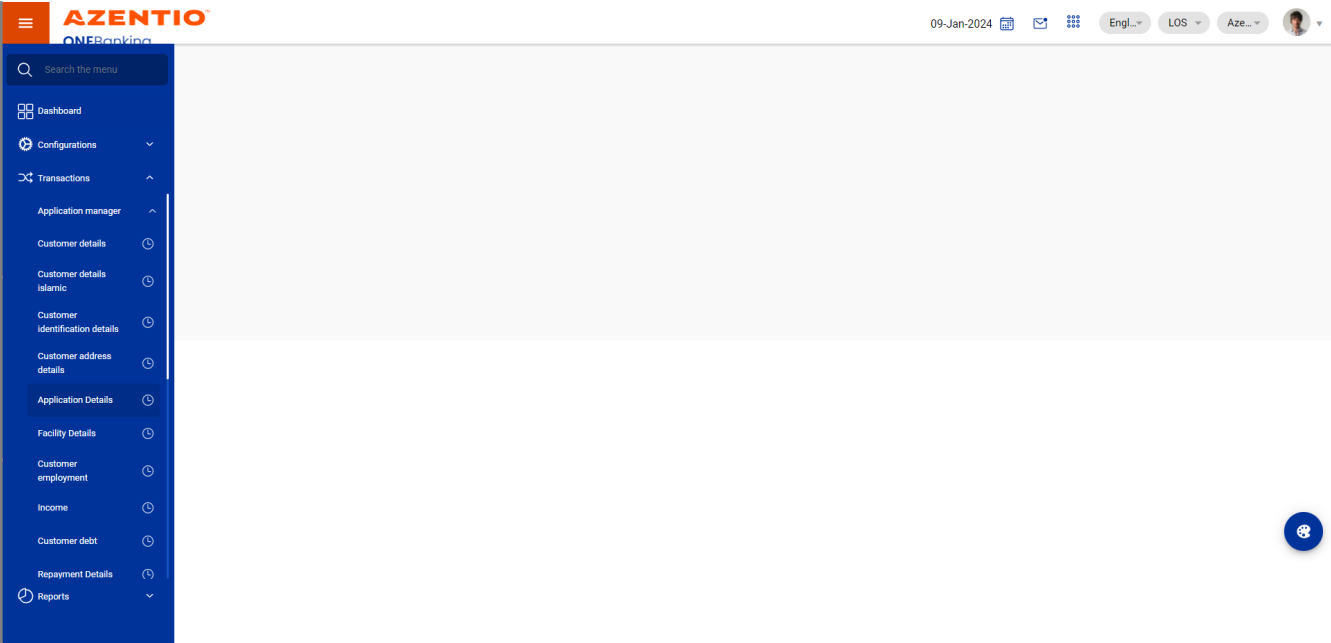 AZENTIO™
ONEBanking
09-Jan-2024
Engl...
LOS
Aze...
Search the menu
Dashboard
Configurations
Transactions
Application manager
Customer details
Customer details
islamic
Customer
identification details
Customer address
details
Application Details
Facility Details
Customer
employment
Income
Customer debt
Repayment Details
Reports